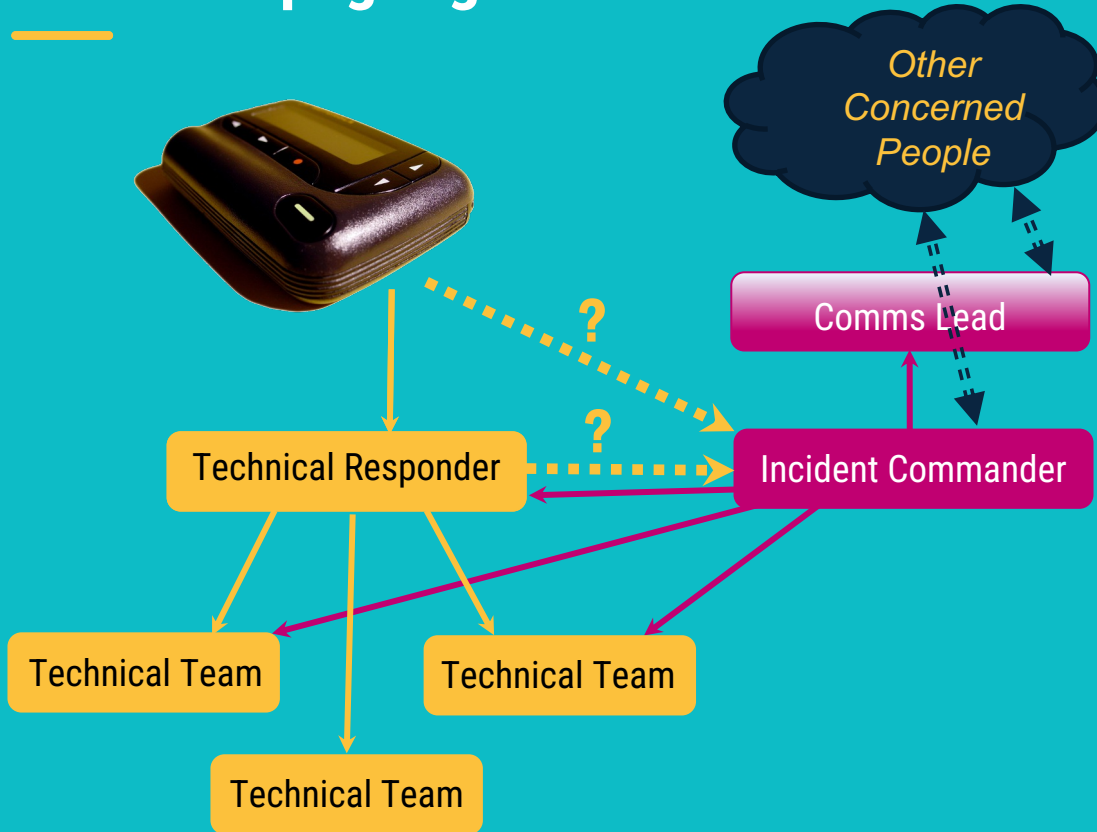 Other
Concerned
People
?
Comms Lead
?
Technical Responder
Incident Commander
Technical Team
Technical Team
Technical Team